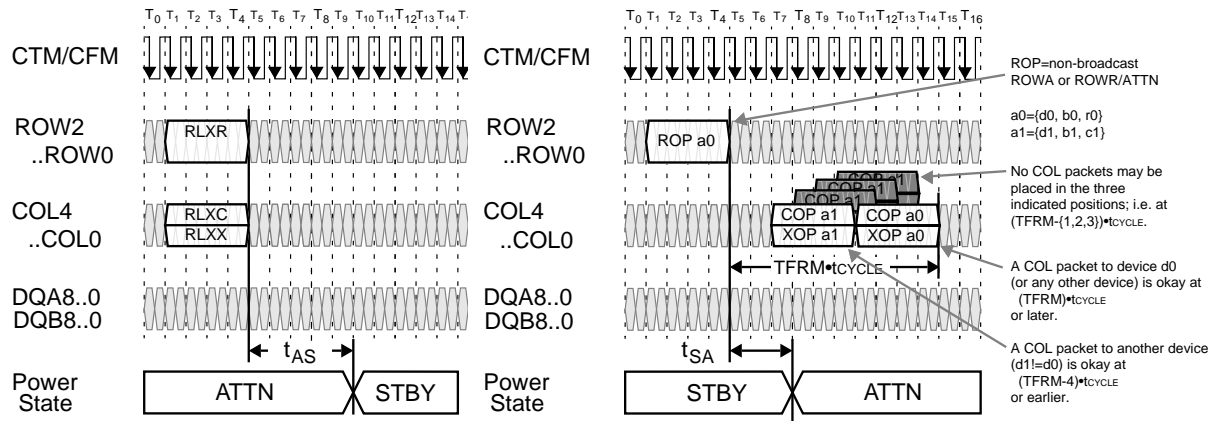 T0 T1 T2 T3 T4 T5 T6 T7 T8 T9 T10 T11 T12 T13 T14
CTM/CFM
ROW2
..ROW0
RLXR
COL4
..COL0
RLXC
RLXX
DQA8..0
DQB8..0
tAS
Power
State
ATTN
STBY
T0 T1 T2 T3 T4 T5 T6 T7 T8 T9 T10 T11 T12 T13 T14 T15 T16
CTM/CFM
ROW2
..ROW0
ROP a0
COP a1
COP a1
COP a1
COL4
..COL0
COP a1
COP a0
XOP a1
XOP a0
TFRM•tCYCLE
DQA8..0
DQB8..0
tSA
Power
State
STBY
ATTN
ROP=non-broadcast
ROWA or ROWR/ATTN
a0={d0, b0, r0}
a1={d1, b1, c1}
No COL packets may be
placed in the three
indicated positions; i.e. at
(TFRM-{1,2,3})•tCYCLE.
A COL packet to device d0
(or any other device) is okay at
(TFRM)•tCYCLE
or later.
A COL packet to another device
(d1!=d0) is okay at
(TFRM-4)•tCYCLE
or earlier.